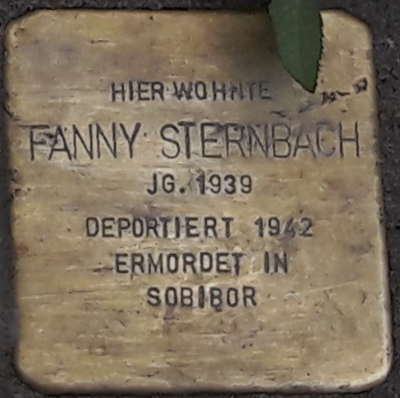 HIER WOHNTE
FANNY STERNBACH
JG. 1939
DEPORTIERT 1942
ERMORDET IN
SOBIBOR